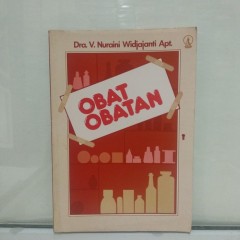 Dra. V. Nuraini Widjajanti Apt.
OBAT
OBATAN